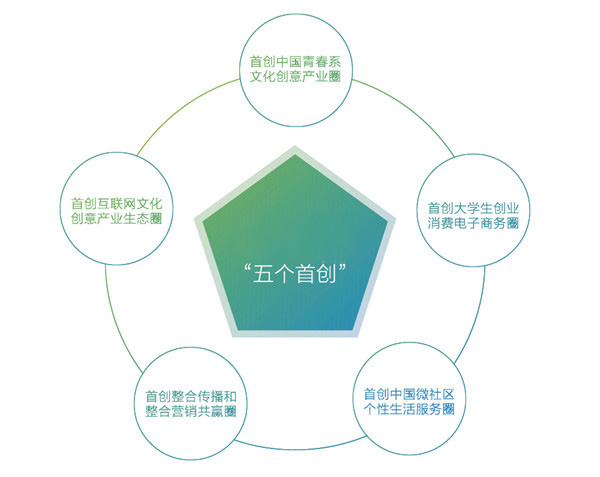 首创中国青春系
文化创意产业圈
首创互联网文化
创意产业生态圈
首创大学生创业
消费电子商务圈
“五个首创”
首创整合传播和
整合营销共赢圈
首创中国微社区
个性生活服务圈